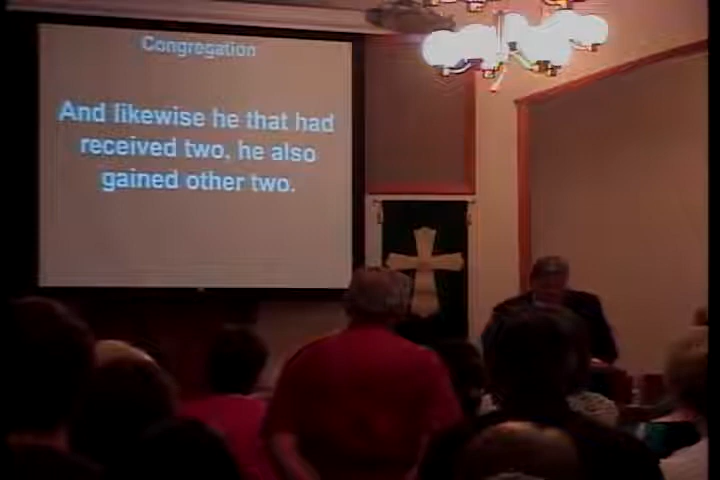 Congregation
And likewise he that had
received two, he also
gained other two.